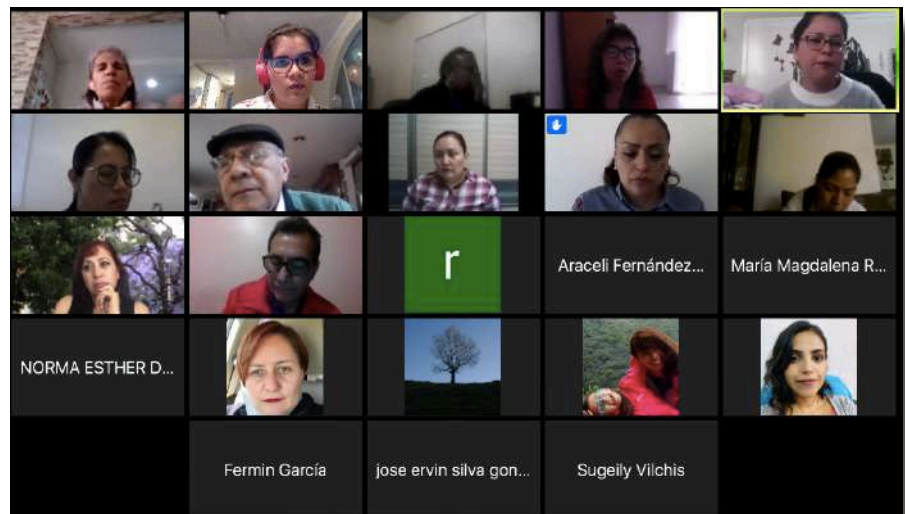 r
Araceli Fernández...
María Magdalena R...
NORMA ESTHER D...
Fermin García
jose ervin silva gon...
Sugeily Vilchis